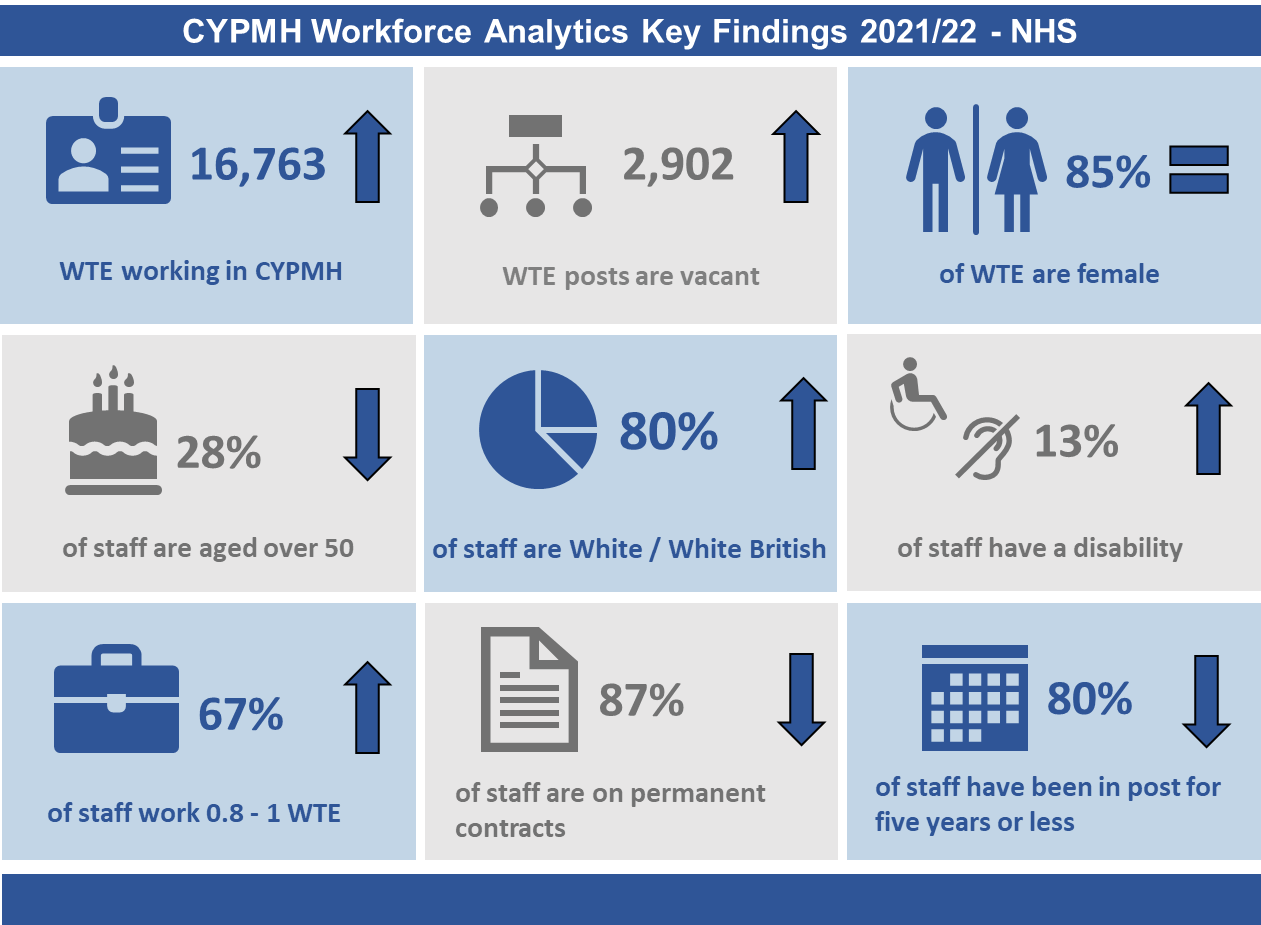 CYPMH Workforce Analytics Key Findings 2021/22 - NHS
16,763
WTE working in CYPMH
2,902
WTE posts are vacant
85%
of WTE are female
28%
of staff are aged over 50
80%
of staff are White / White British
13%
of staff have a disability
67%
of staff work 0.8 - 1 WTE
87%
of staff are on permanent
contracts
80%
of staff have been in post for
five years or less